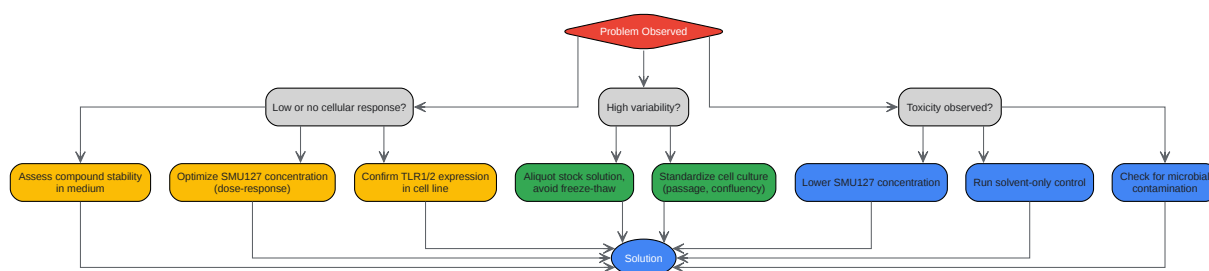 Problem Observed
Low or no cellular response?
High variability?
Toxicity observed?
Assess compound stability
in medium
Optimize SMU127 concentration
(dose-response)
Confirm TLR1/2 expression
in cell line
Aliquot stock solution,
avoid freeze-thaw
Standardize cell culture
(passage, confluency)
Lower SMU127 concentration
Run solvent-only control
Check for microbial
contamination
Solution